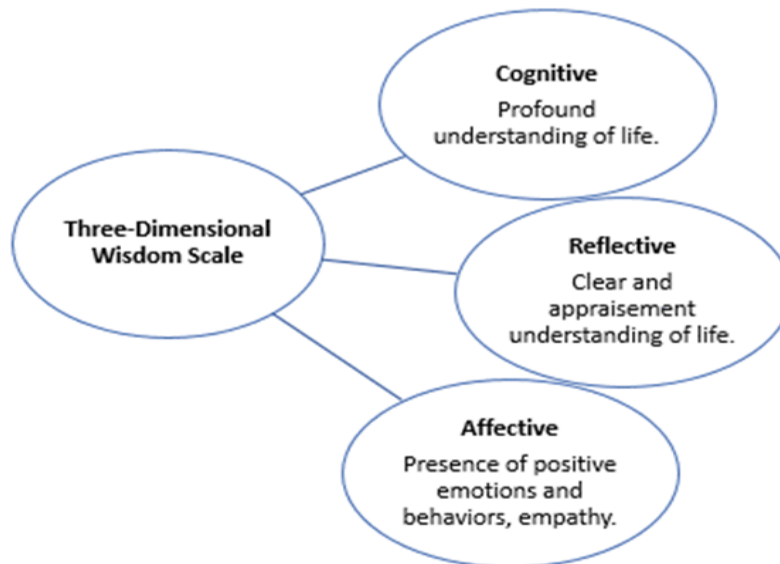 Cognitive
Profound
understanding of life.
Three-Dimensional
Wisdom Scale
Reflective
Clear and
appraisement
understanding of life.
Affective
Presence of positive
emotions and
behaviors, empathy.